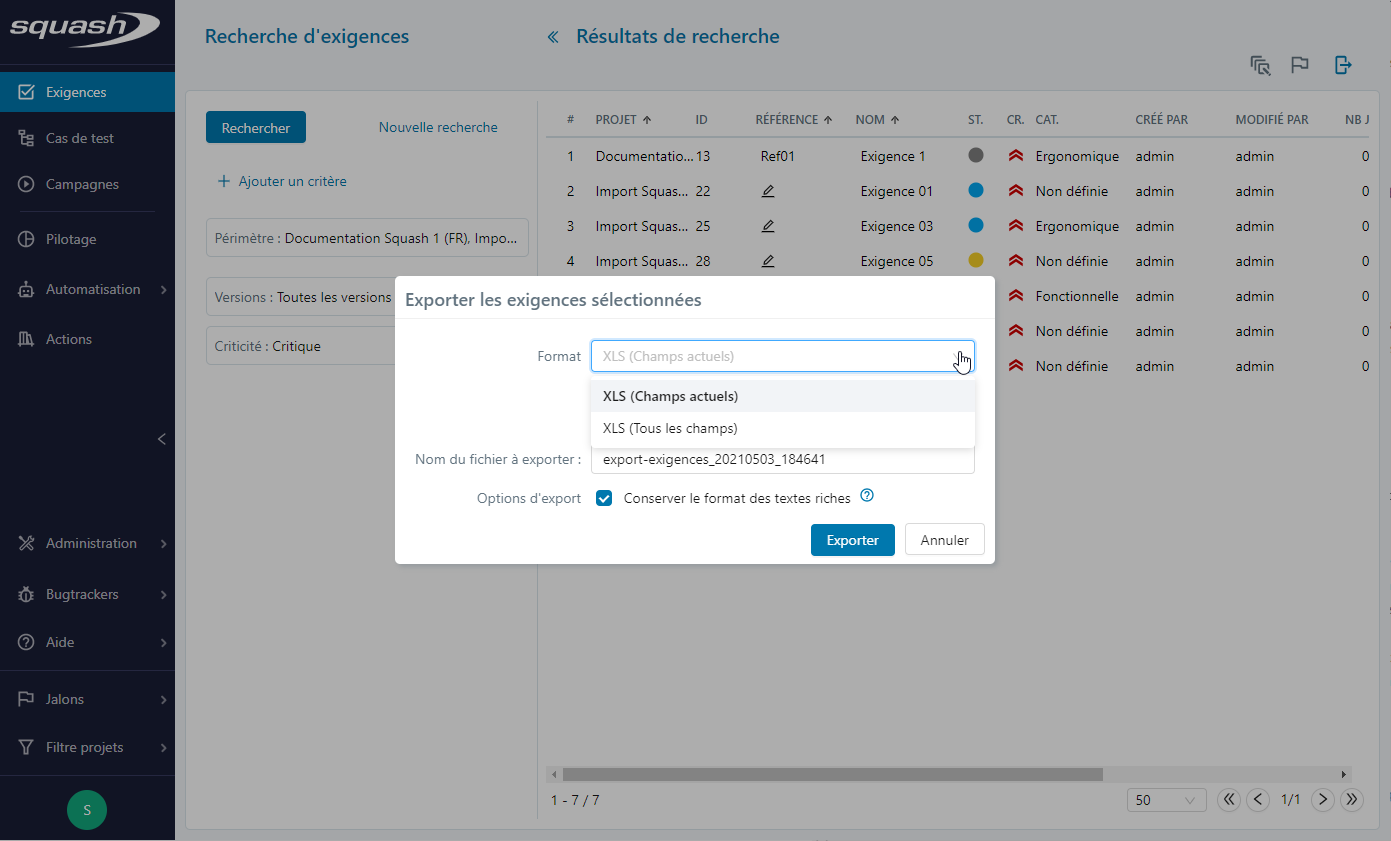 squash
Exigences
Cas de test
Campagnes
Pilotage
Automatisation
Actions
Administration
Bugtrackers
Aide
Jalons
Filtre projets
S
Recherche d'exigences
Rechercher
Nouvelle recherche
Ajouter un critère
Périmètre : Documentation Squash 1 (FR), Impo...
Versions : Toutes les versions
Criticité : Critique
Résultats de recherche
# PROJET ID RÉFÉRENCE NOM ST. CR. CAT. CRÉÉ PAR MODIFIÉ PAR NB J
1 Documentatio... 13 Ref01 Exigence 1 Ergonomique admin admin 0
2 Import Squas... 22 Exigence 01 Non définie admin admin 0
3 Import Squas... 25 Exigence 03 Ergonomique admin admin 0
4 Import Squas... 28 Exigence 05 Non définie admin admin 0
Fonctionnelle admin admin 0
Non définie admin admin 0
Non définie admin admin 0
Exporter les exigences sélectionnées
Format XLS (Champs actuels)
XLS (Champs actuels)
XLS (Tous les champs)
Nom du fichier à exporter : export-exigences_20210503_184641
Options d'export Conserver le format des textes riches
Exporter Annuler
1 - 7 / 7 50 1/1